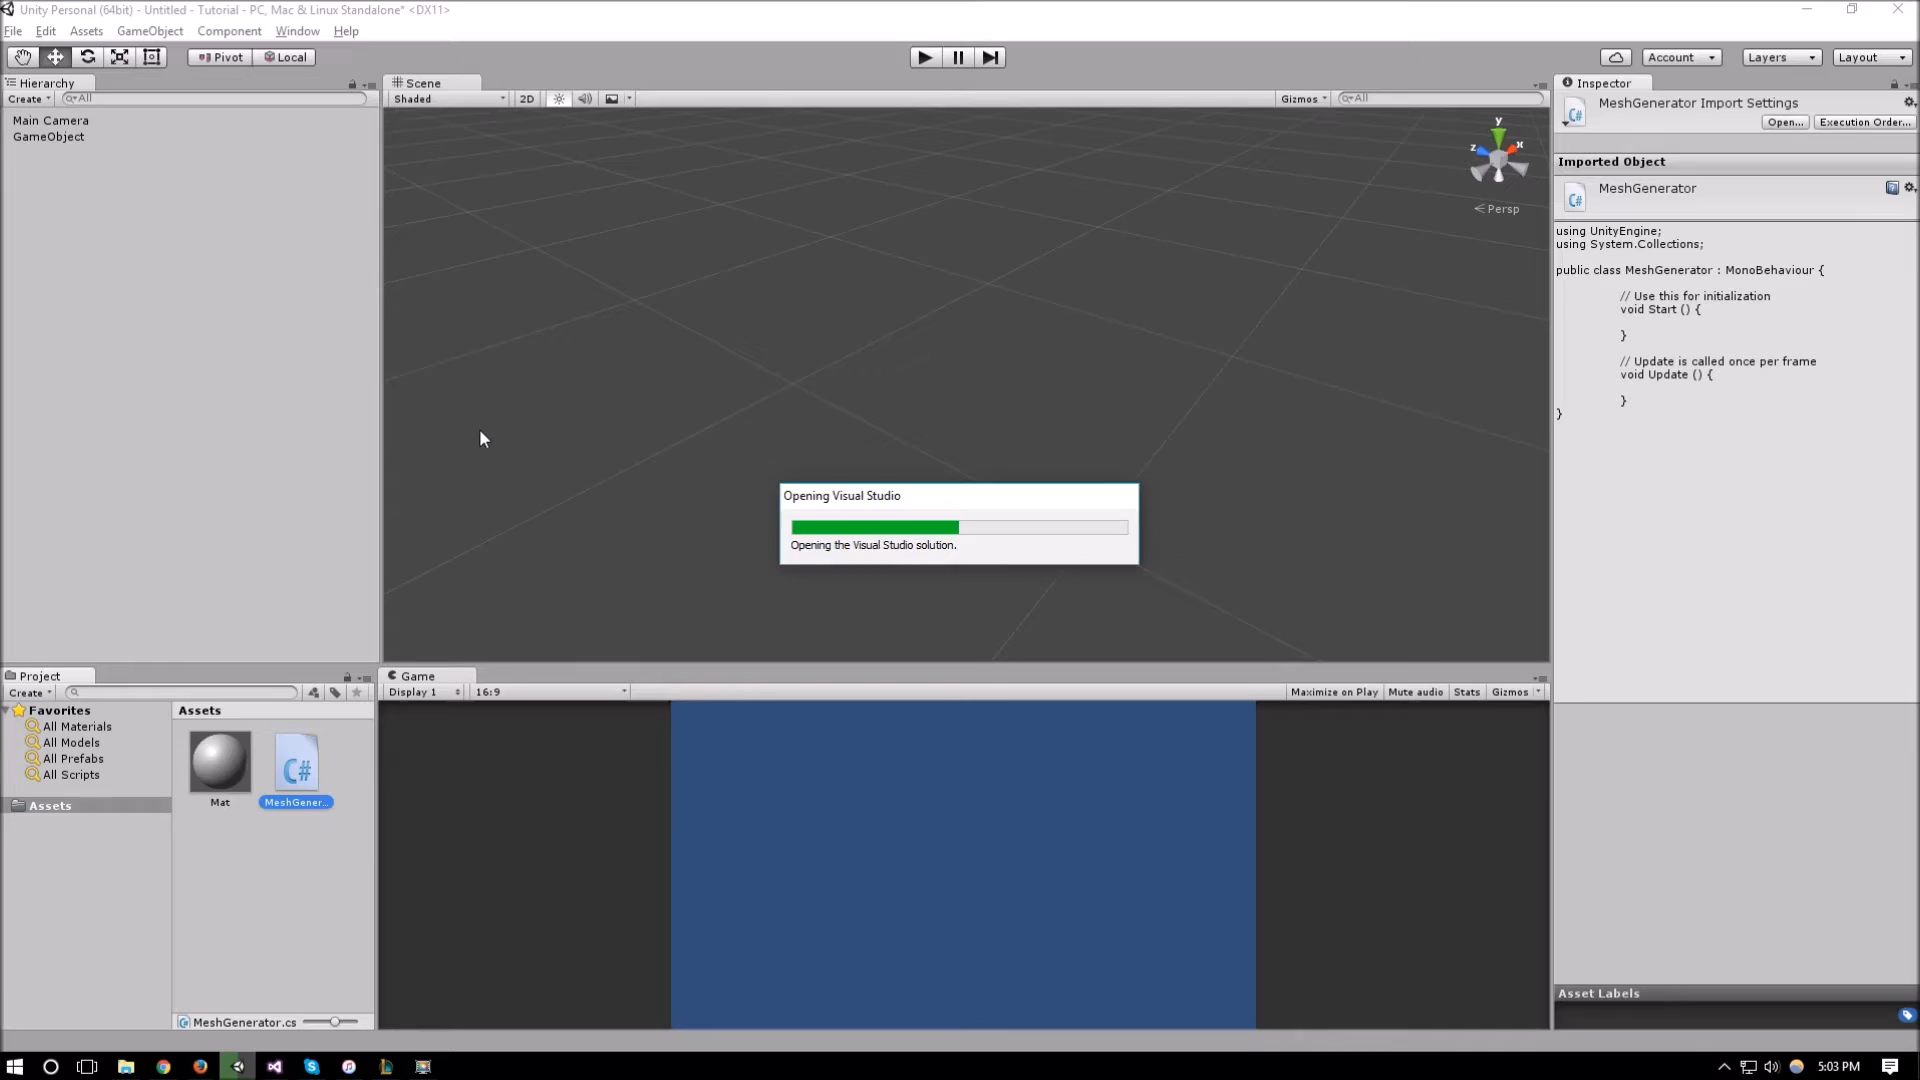 Unity Personal (64bit) - Untitled - Tutorial - PC, Mac & Linux Standalone* <DX11>
File Edit Assets GameObject Component Window Help
Pivot Local Account Layers Layout
Hierarchy
Create All
Main Camera
GameObject
Scene
Shaded 2D Gizmos All
y
z x
Persp
Opening Visual Studio
Opening the Visual Studio solution.
Inspector
MeshGenerator Import Settings
Open... Execution Order...
Imported Object
MeshGenerator
using UnityEngine;
using System.Collections;
public class MeshGenerator : MonoBehaviour {
// Use this for initialization
void Start () {
}
// Update is called once per frame
void Update () {
}
}
Project
Create
Favorites
All Materials
All Models
All Prefabs
All Scripts
Assets
Assets
C#
Mat MeshGener...
MeshGenerator.cs
Game
Display 1 16:9 Maximize on Play Mute audio Stats Gizmos
Asset Labels
5:03 PM